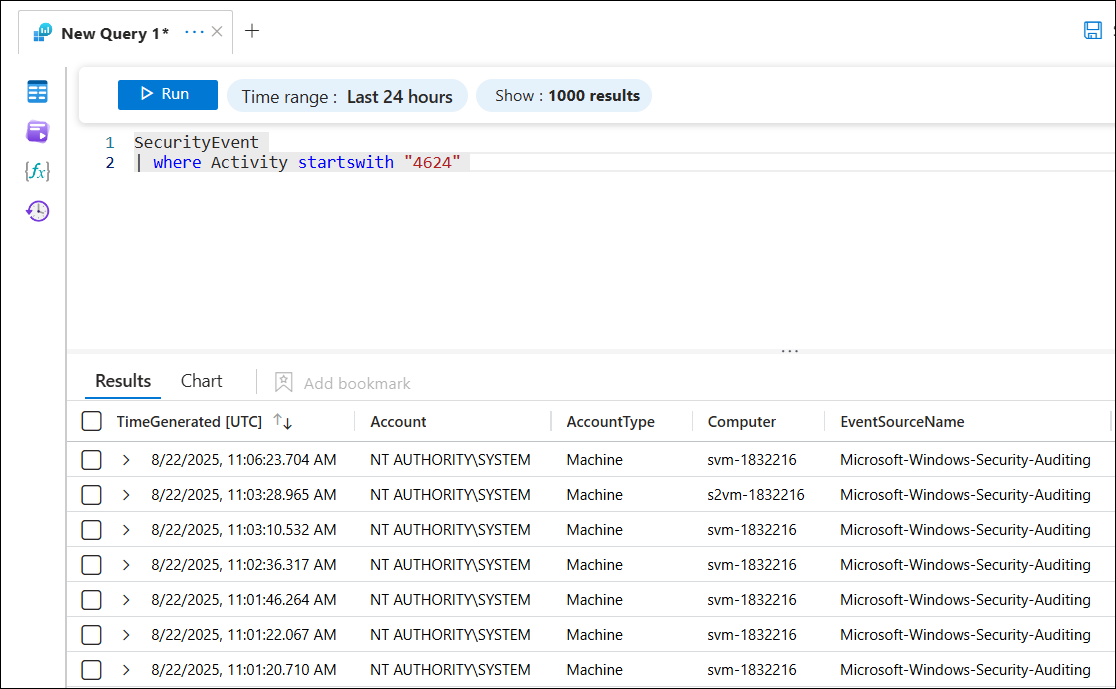 New Query 1* ··· × +
Run Time range : Last 24 hours Show : 1000 results
1 SecurityEvent
2 | where Activity startswith "4624"
Results Chart Add bookmark
TimeGenerated [UTC] ↑↓ Account AccountType Computer EventSourceName
> 8/22/2025, 11:06:23.704 AM NT AUTHORITY\SYSTEM Machine svm-1832216 Microsoft-Windows-Security-Auditing
> 8/22/2025, 11:03:28.965 AM NT AUTHORITY\SYSTEM Machine s2vm-1832216 Microsoft-Windows-Security-Auditing
> 8/22/2025, 11:03:10.532 AM NT AUTHORITY\SYSTEM Machine svm-1832216 Microsoft-Windows-Security-Auditing
> 8/22/2025, 11:02:36.317 AM NT AUTHORITY\SYSTEM Machine svm-1832216 Microsoft-Windows-Security-Auditing
> 8/22/2025, 11:01:46.264 AM NT AUTHORITY\SYSTEM Machine svm-1832216 Microsoft-Windows-Security-Auditing
> 8/22/2025, 11:01:22.067 AM NT AUTHORITY\SYSTEM Machine svm-1832216 Microsoft-Windows-Security-Auditing
> 8/22/2025, 11:01:20.710 AM NT AUTHORITY\SYSTEM Machine svm-1832216 Microsoft-Windows-Security-Auditing